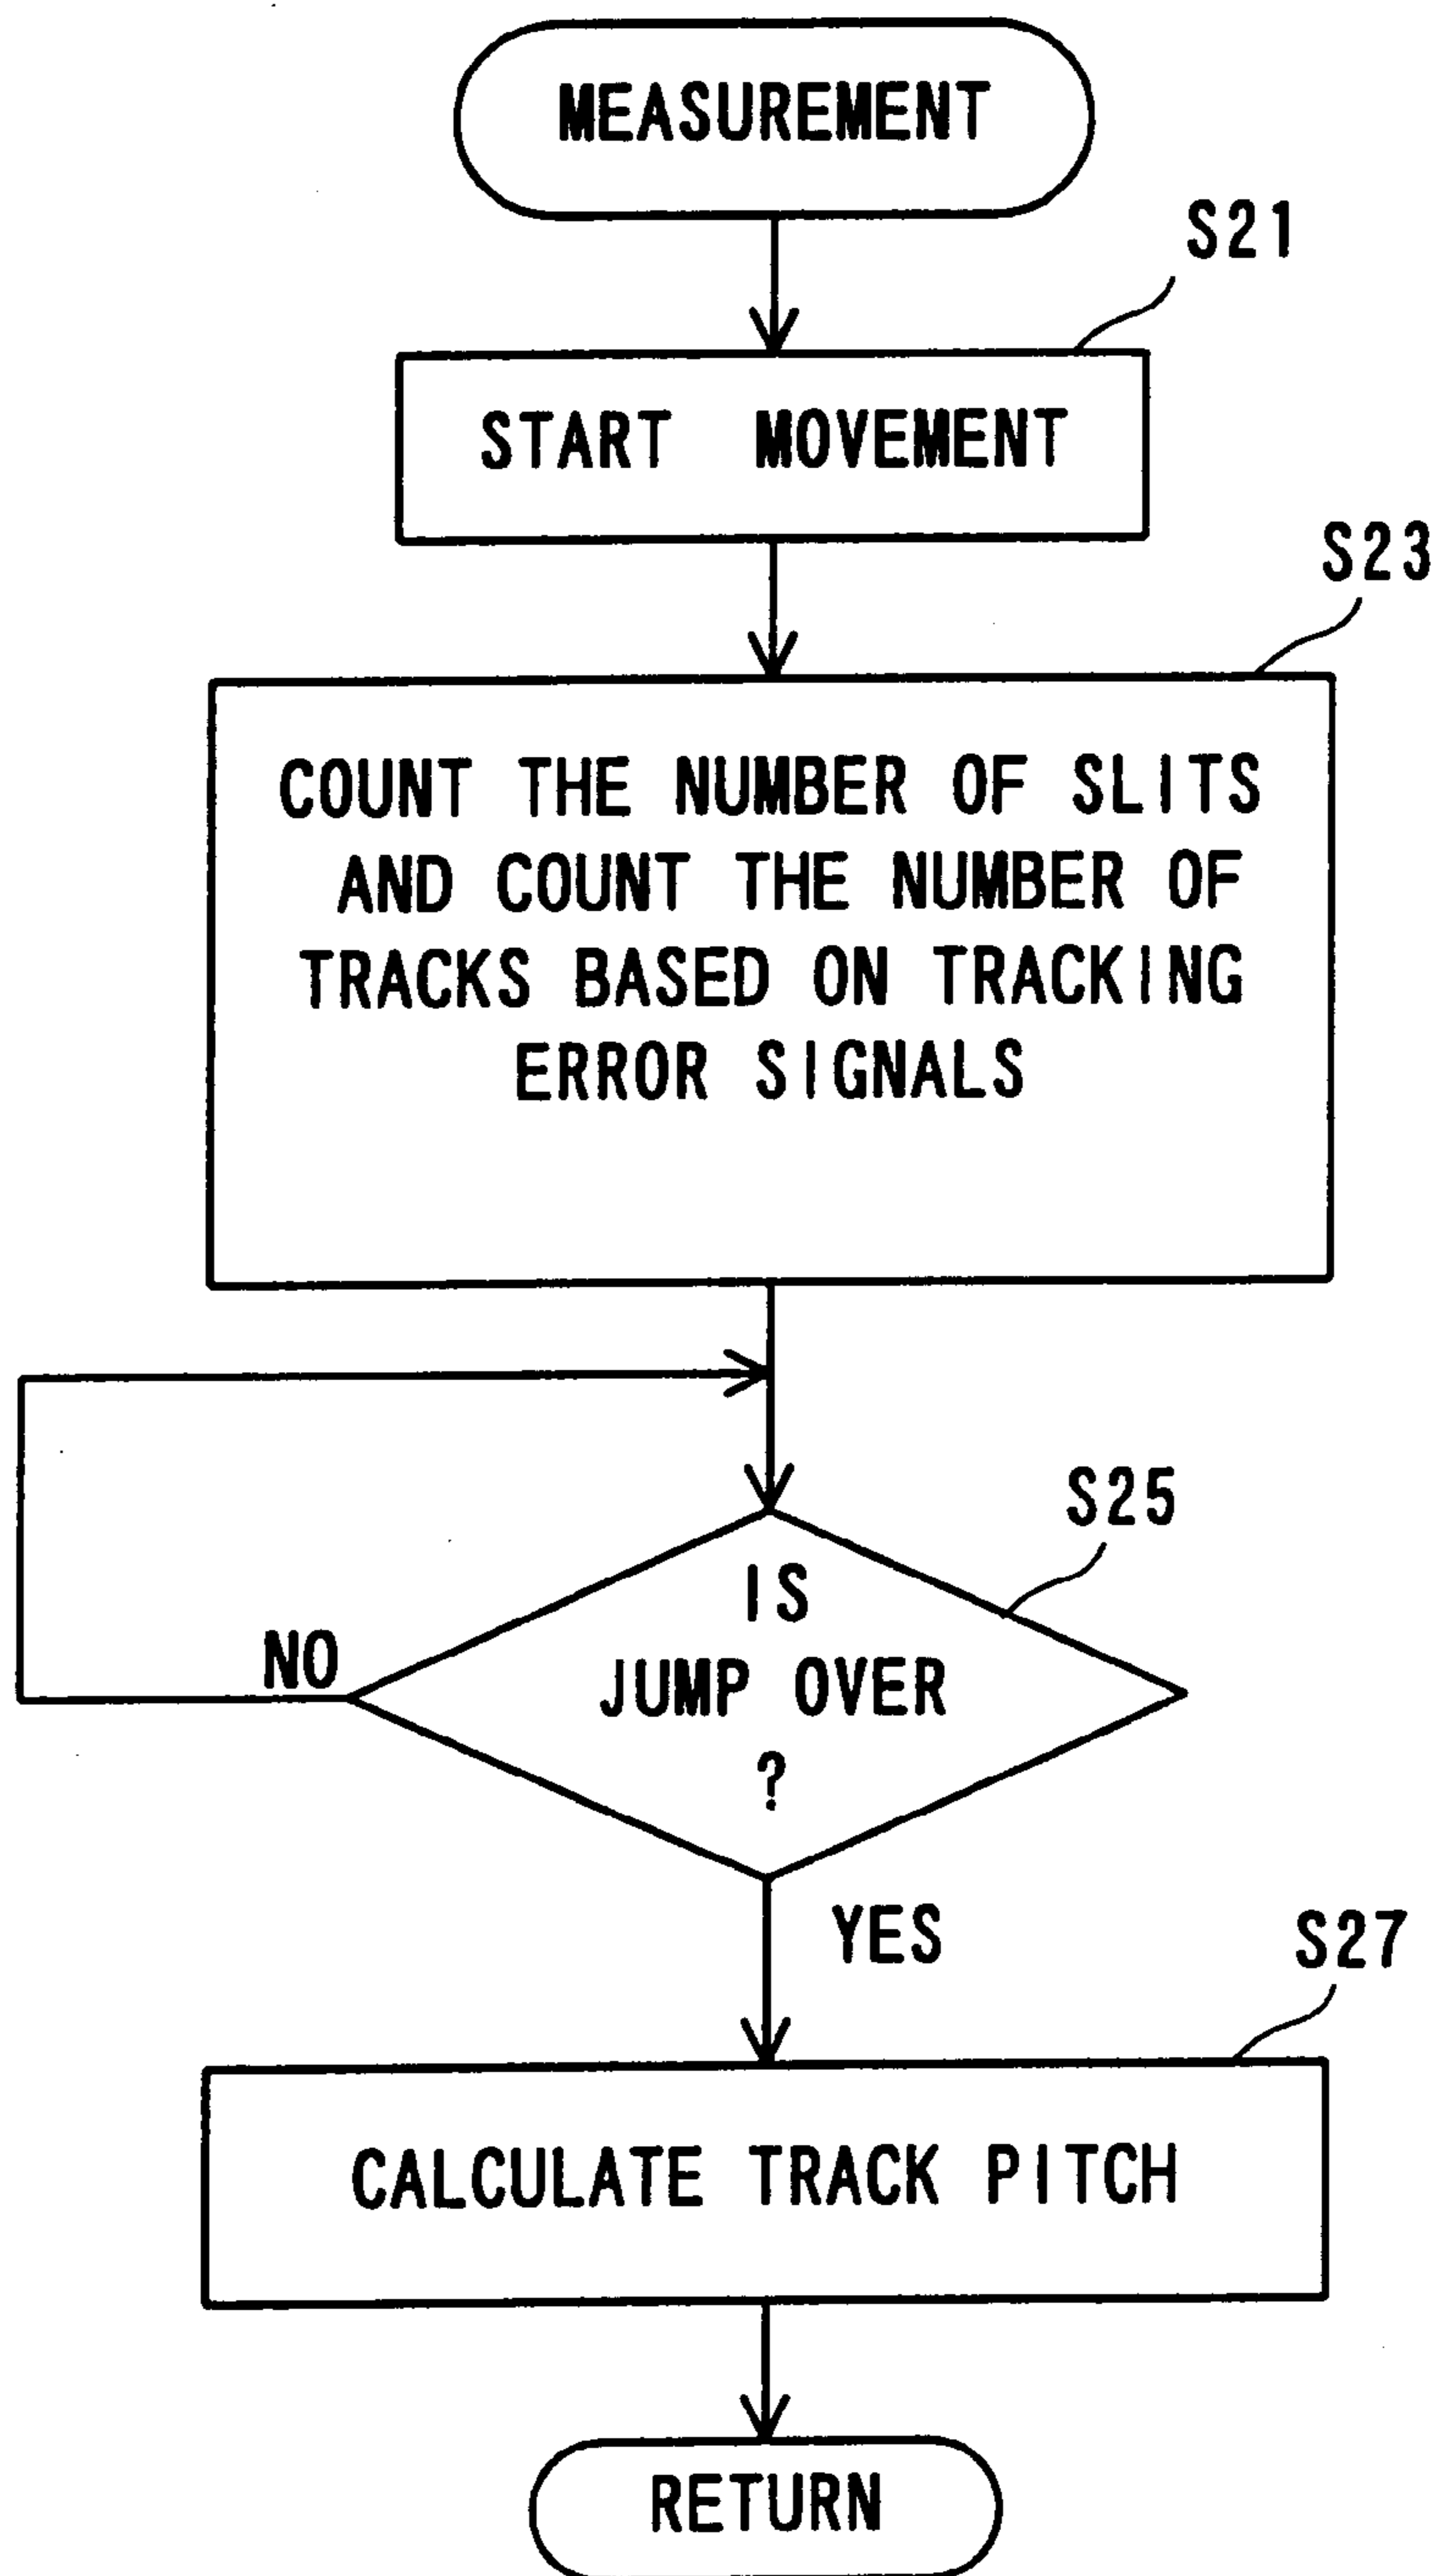 MEASUREMENT
S21
START MOVEMENT
S23
COUNT THE NUMBER OF SLITS
AND COUNT THE NUMBER OF
TRACKS BASED ON TRACKING
ERROR SIGNALS
S25
IS
JUMP OVER
?
NO
YES
S27
CALCULATE TRACK PITCH
RETURN